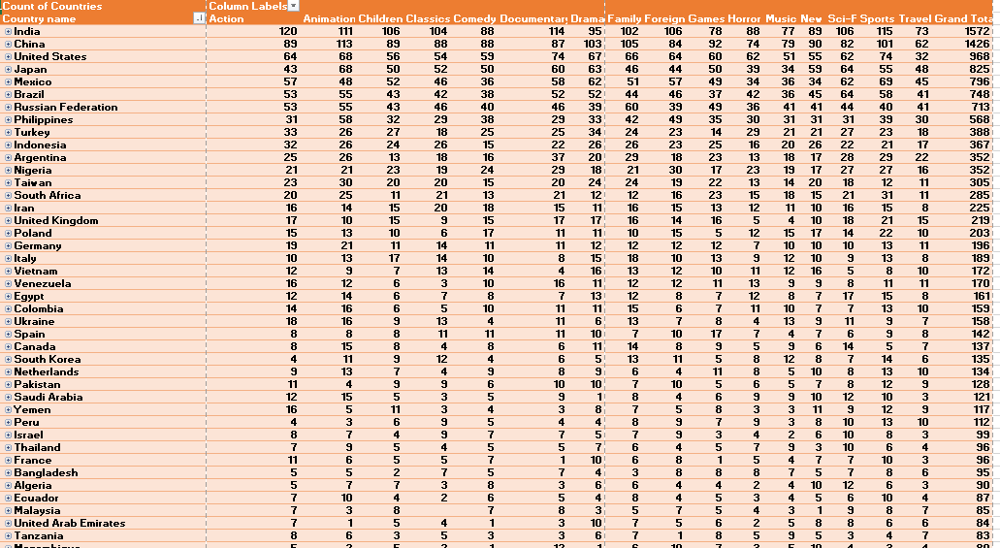 Count of Countries Column Labels
Country name Action Animation Children Classics Comedy Documentar Drama Family Foreign Games Horror Music New Sci-F Sports Travel Grand Tota
India 120 111 106 104 88 114 95 102 106 78 88 77 89 106 115 73 1572
China 89 113 89 88 88 87 103 105 84 92 74 79 90 82 101 62 1426
United States 64 68 56 54 59 74 67 66 64 60 62 51 55 62 74 32 968
Japan 43 68 50 52 50 60 63 46 44 50 39 34 59 64 55 48 825
Mexico 57 48 52 46 36 58 62 51 57 49 34 36 34 62 69 45 796
Brazil 53 55 43 42 38 52 52 44 46 37 42 36 45 64 58 41 748
Russian Federation 53 55 43 46 40 46 39 60 39 49 36 41 41 44 40 41 713
Philippines 31 58 32 29 38 29 33 42 49 35 30 31 31 31 39 30 568
Turkey 33 26 27 18 25 25 34 24 23 14 29 21 21 27 23 18 388
Indonesia 32 26 24 26 15 22 26 26 23 25 16 20 26 22 21 17 367
Argentina 25 26 13 18 16 37 20 29 18 23 13 18 17 28 29 22 352
Nigeria 21 21 23 19 24 29 18 21 30 17 23 19 17 27 27 16 352
Taiwan 23 30 20 20 15 20 24 24 19 22 13 14 20 18 12 11 305
South Africa 20 25 11 21 13 21 12 12 16 23 15 18 15 21 31 11 285
Iran 16 14 15 20 18 15 11 16 15 13 12 11 10 16 15 8 225
United Kingdom 17 10 15 9 15 17 17 16 14 16 5 4 10 18 21 15 219
Poland 15 13 10 6 17 11 11 10 15 5 12 15 17 14 22 10 203
Germany 19 21 11 14 11 11 12 12 12 12 7 10 10 10 13 11 196
Italy 10 13 17 14 10 8 15 18 10 13 9 12 10 9 13 8 189
Vietnam 12 9 7 13 14 4 16 13 12 10 11 12 16 5 8 10 172
Venezuela 16 12 6 3 10 16 11 12 12 11 13 9 9 8 11 11 170
Egypt 12 14 6 7 8 7 13 12 8 7 12 8 7 17 15 8 161
Colombia 14 16 6 5 10 11 11 15 6 7 11 10 7 7 13 10 159
Ukraine 18 16 9 13 4 11 6 13 7 8 4 13 9 11 9 7 158
Spain 8 8 8 11 11 11 10 7 10 17 7 4 7 6 9 8 142
Canada 8 15 8 4 8 6 11 14 8 9 5 9 6 14 5 7 137
South Korea 4 11 9 12 4 6 5 13 11 5 8 12 8 7 14 6 135
Netherlands 9 13 7 4 9 8 9 6 4 11 8 5 10 8 13 10 134
Pakistan 11 4 9 9 6 10 10 7 10 5 6 5 7 8 12 9 128
Saudi Arabia 12 15 5 3 5 9 1 8 4 6 9 9 10 12 10 3 121
Yemen 16 5 11 3 4 3 8 7 5 8 3 3 11 9 12 9 117
Peru 4 3 6 9 5 4 4 8 9 7 9 3 8 10 13 10 112
Israel 8 7 4 9 7 7 5 7 9 3 4 2 6 10 8 3 99
Thailand 7 9 5 4 5 5 7 6 4 5 7 9 3 10 6 4 96
France 11 6 5 5 7 1 10 6 8 1 5 4 7 7 10 3 96
Bangladesh 5 5 2 7 5 7 4 3 8 8 8 7 5 7 8 6 95
Algeria 5 7 7 3 8 3 6 6 4 4 2 4 10 12 6 3 90
Ecuador 7 10 4 2 6 5 4 8 4 5 3 4 5 6 10 4 87
Malaysia 7 3 8 7 8 3 5 7 5 4 3 1 9 8 7 85
United Arab Emirates 7 1 5 4 1 3 10 7 5 6 2 5 8 8 6 6 84
Tanzania 8 6 3 5 3 3 6 7 1 8 5 9 5 3 4 7 83